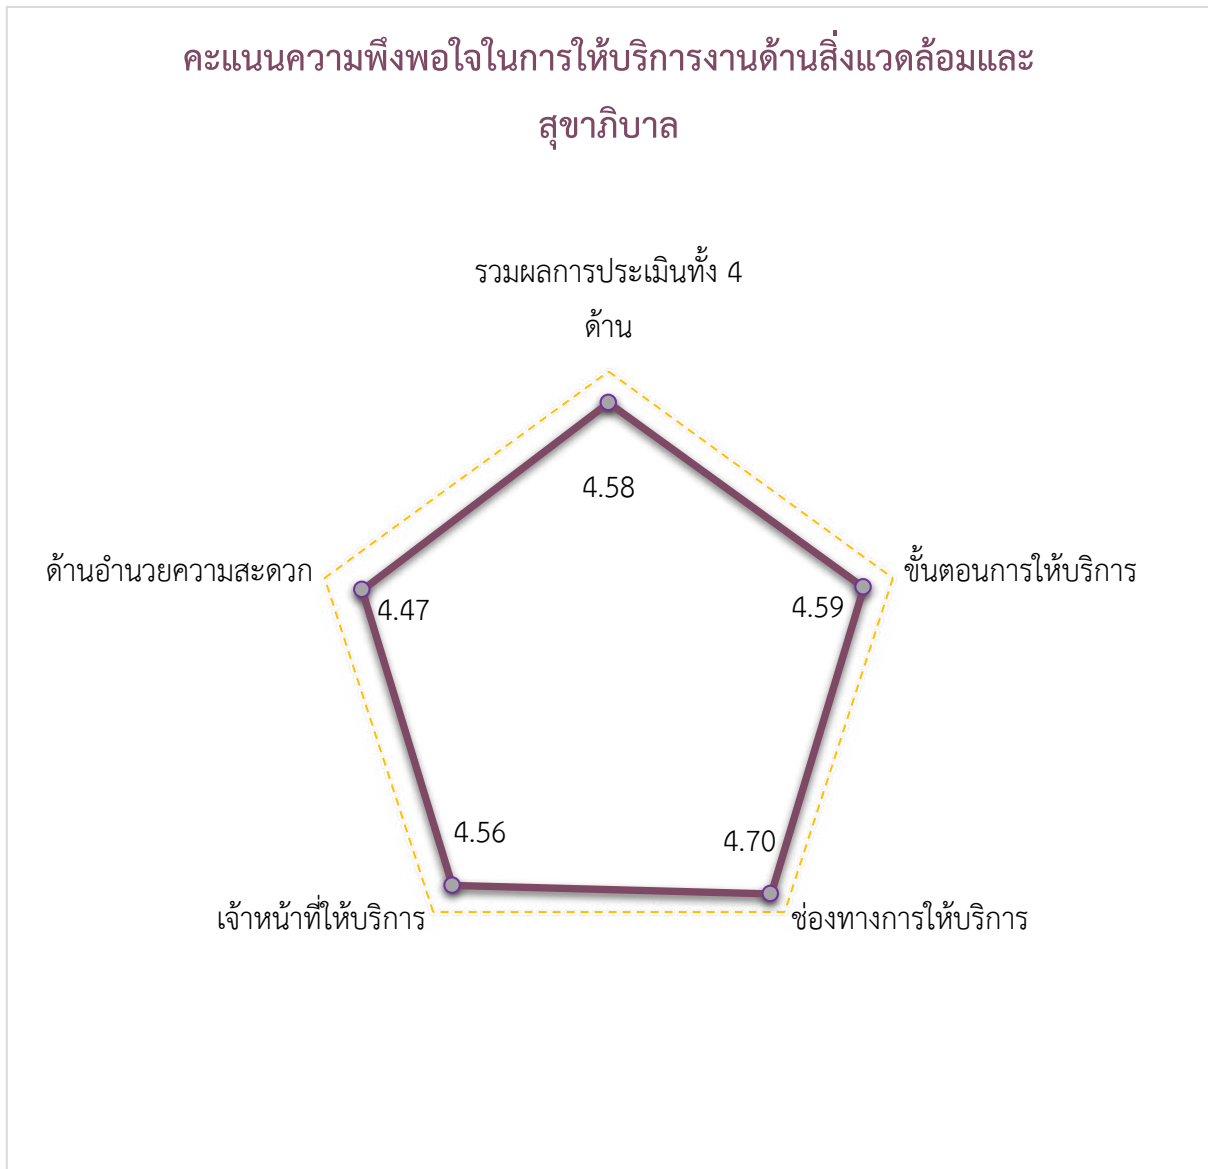 คะแนนความพึงพอใจในการให้บริการงานด้านสิ่งแวดล้อมและ
สุขาภิบาล
รวมผลการประเมินทั้ง 4
ด้าน
4.58
ด้านอำนวยความสะดวก
4.47
4.59
ขั้นตอนการให้บริการ
4.56
4.70
เจ้าหน้าที่ให้บริการ
ช่องทางการให้บริการ